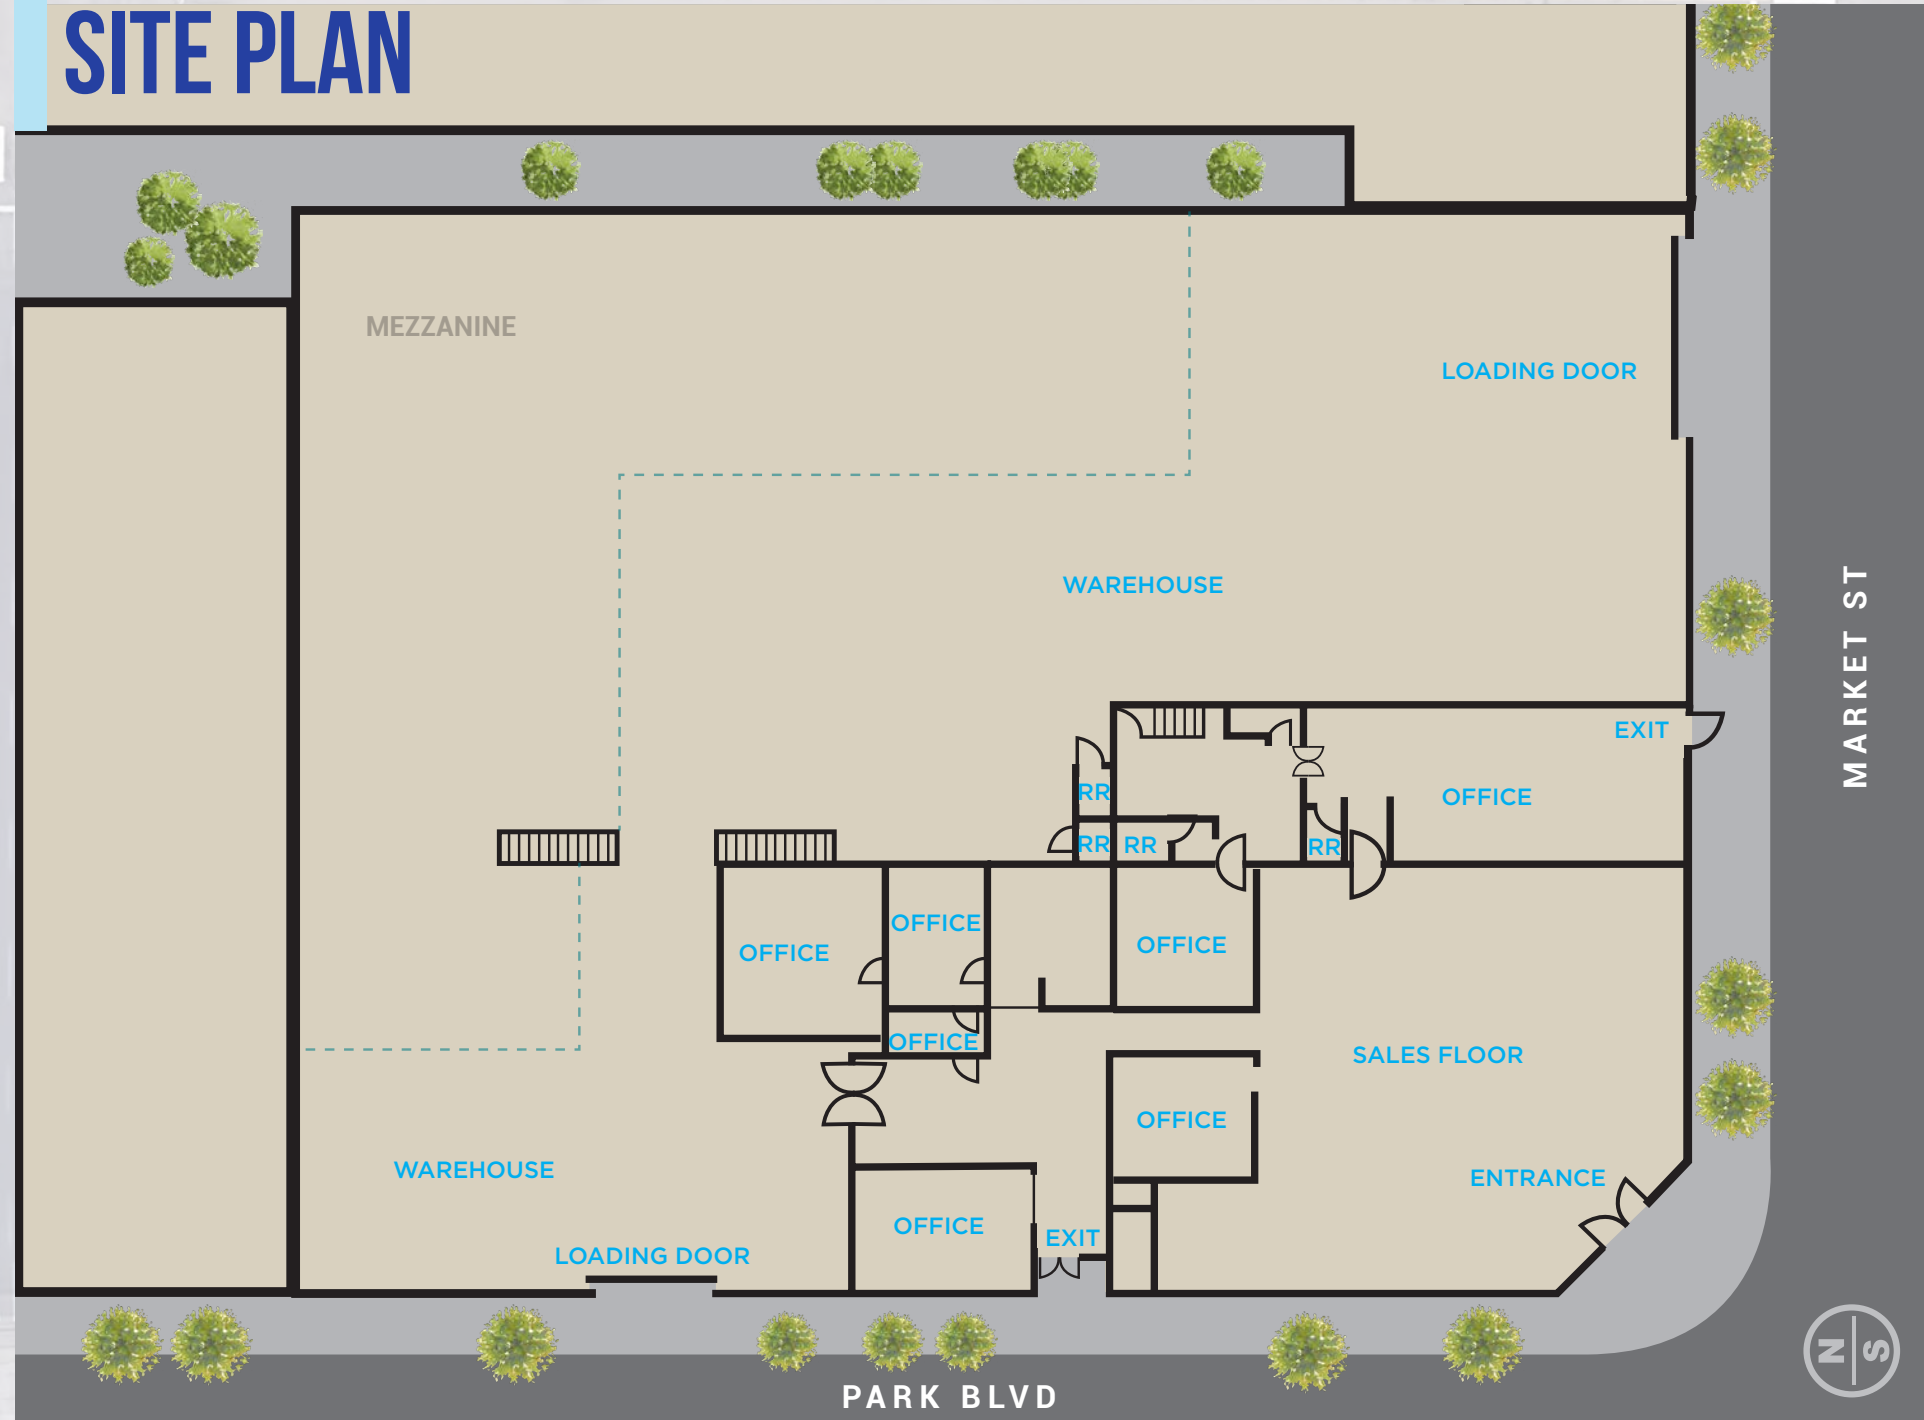 SITE PLAN
MEZZANINE
LOADING DOOR
WAREHOUSE
MARKET ST
EXIT
RR
OFFICE
RR
RR
RR
OFFICE
OFFICE
OFFICE
OFFICE
SALES FLOOR
OFFICE
WAREHOUSE
ENTRANCE
OFFICE
EXIT
LOADING DOOR
N S
PARK BLVD